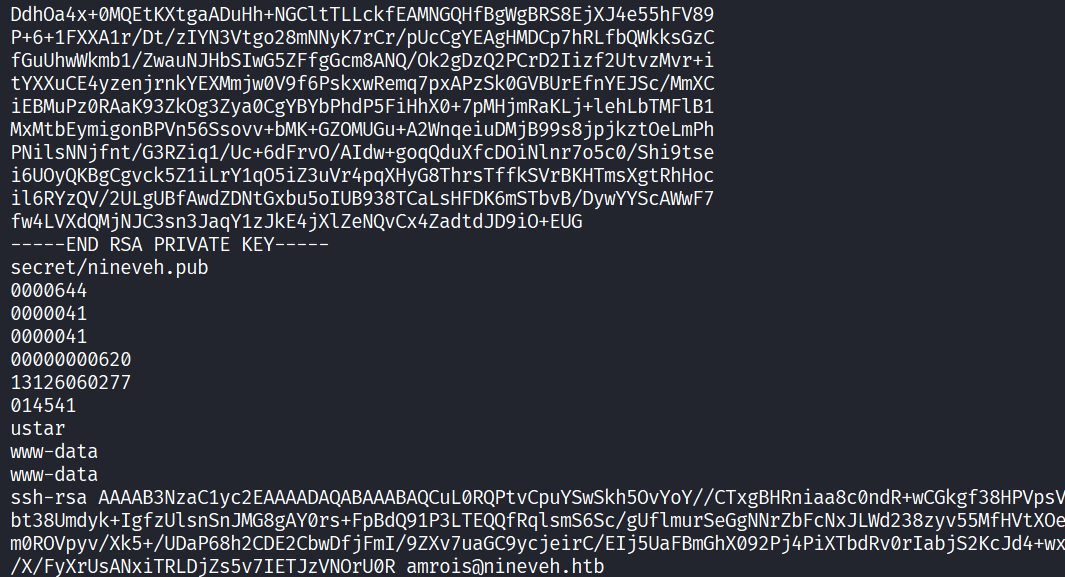 DdhOa4x+0MQEtKXtgaADuHh+NGCltTLLckfEAMNGQHfBgWgBRS8EjXJ4e55hFV89
P+6+1FXXA1r/Dt/zIYN3Vtgo28mNNyK7rCr/pUcCgYEAgHMDCp7hRLfbQWkksGzC
fGuUhwWkmb1/ZwauNJHbSIwG5ZFfgGcm8ANQ/Ok2gDzQ2PCrD2Iizf2UtvzMvr+i
tYXXuCE4yzenjrnkYEXMmjw0V9f6PskxwRemq7pxAPzSk0GVBUrEfnYEJSc/MmXC
iEBMuPz0RAaK93ZkOg3Zya0CgYBYbPhdP5FiHhX0+7pMHjmRaKLj+lehLbTMFlB1
MxMtbEymigonBPVn56Ssovv+bMK+GZOMUGu+A2WnqeiuDMjB99s8jpjkztOeLmPh
PNilsNNjfnt/G3RZiq1/Uc+6dFrvO/AIdw+goqQduXfcDOiNlnr7o5c0/Shi9tse
i6UOyQKBgCgvck5Z1iLrY1qO5iZ3uVr4pqXHyG8ThrsTffkSVrBKHTmsXgtRhHoc
il6RYzQV/2ULgUBfAwdZDNtGxbu5oIUB938TCaLsHFDK6mSTbvB/DywYYScAWwF7
fw4LVXdQMjNJC3sn3JaqY1zJkE4jXlZeNQvCx4ZadtdJD9iO+EUG
-----END RSA PRIVATE KEY-----
secret/nineveh.pub
0000644
0000041
0000041
00000000620
13126060277
014541
ustar
www-data
www-data
ssh-rsa AAAAB3NzaC1yc2EAAAADAQABAAABAQCuL0RQPtvCpuYSwSkh5OvYoY//CTxgBHRniaa8c0ndR+wCGkgf38HPVpsV
bt38Umdyk+IgfzUlsnSnJMG8gAY0rs+FpBdQ91P3LTEQQfRqlsmS6Sc/gUflmurSeGgNNrZbFcNxJLWd238zyv55MfHVtXOe
m0ROVpyv/Xk5+/UDaP68h2CDE2CbwDfjFmI/9ZXv7uaGC9ycjeirC/EIj5UaFBmGhX092Pj4PiXTbdRv0rIabjS2KcJd4+wx
/X/FyXrUsANxiTRLDjZs5v7IETJzVNOrU0R amrois@nineveh.htb